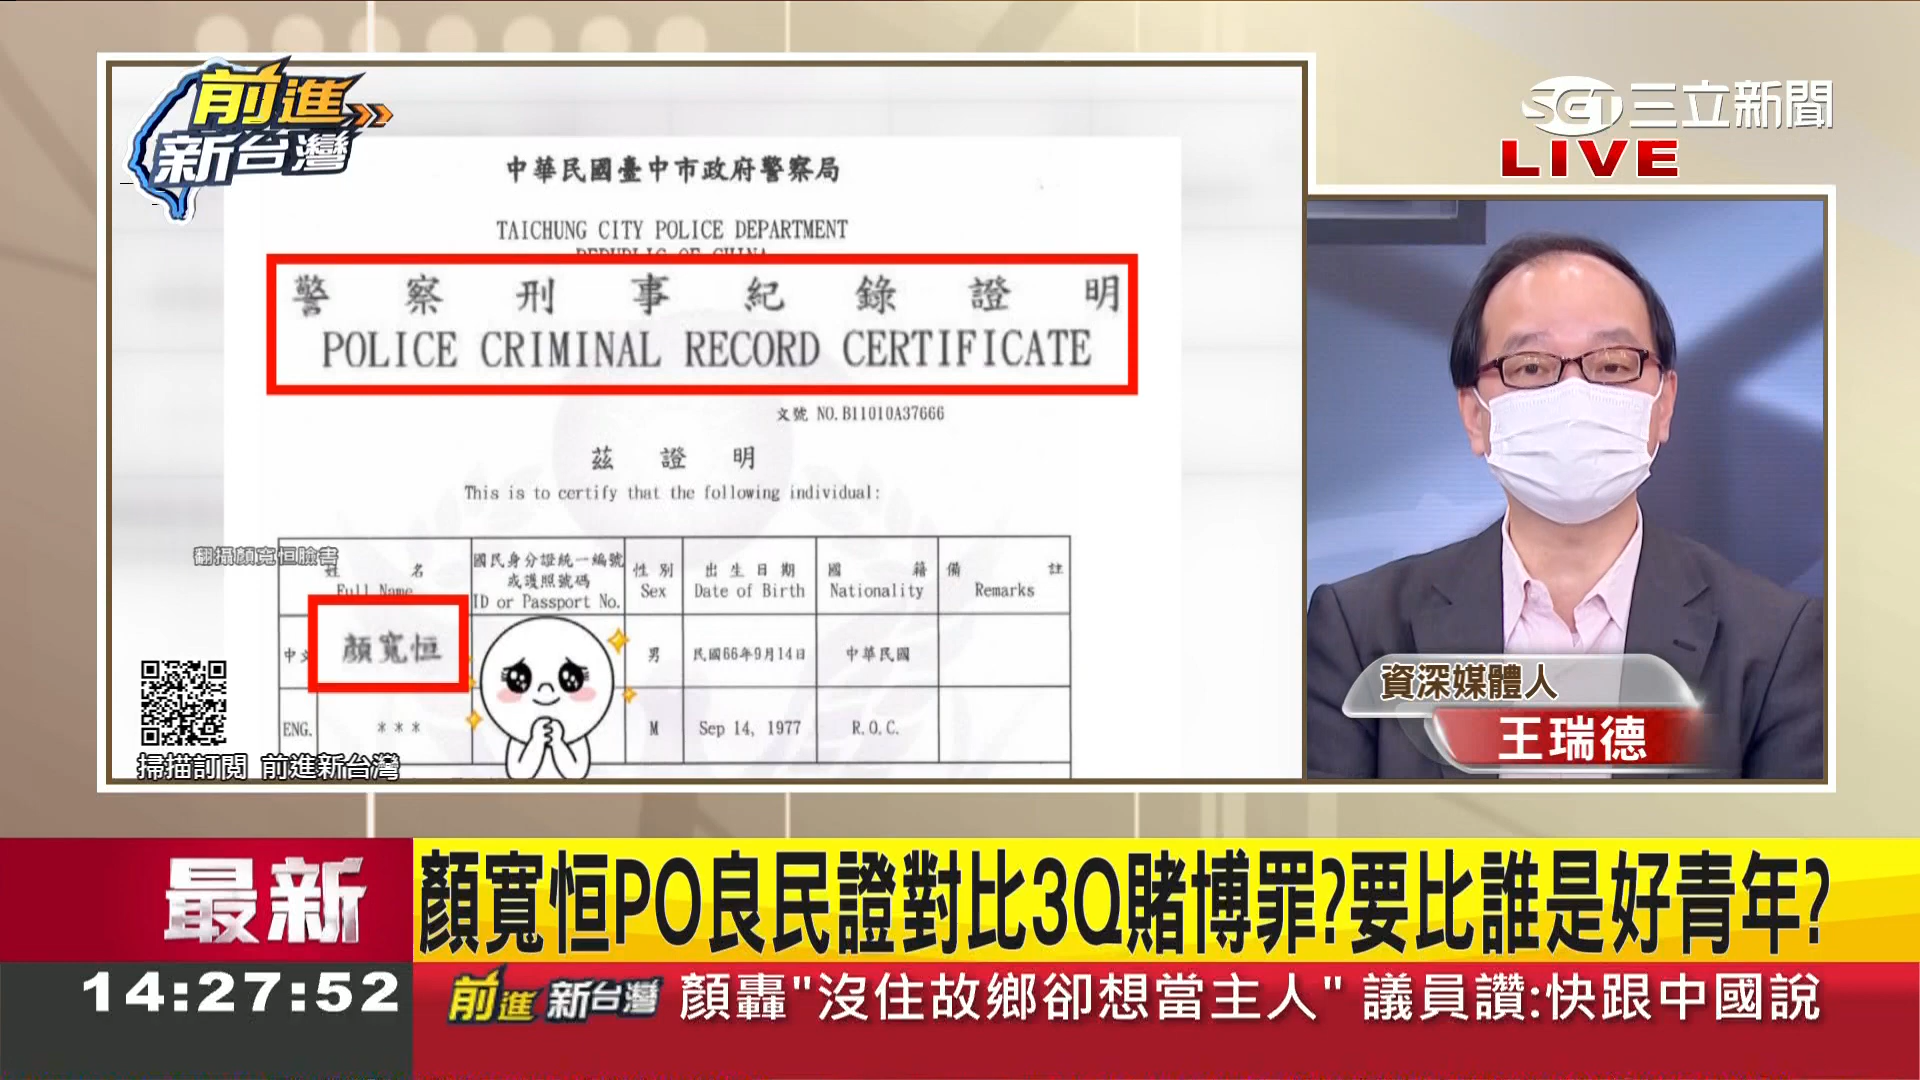 前進
新台灣
SET三立新聞
LIVE
中華民國臺中市政府警察局
TAICHUNG CITY POLICE DEPARTMENT
REPUBLIC OF CHINA
警察刑事紀錄證明
POLICE CRIMINAL RECORD CERTIFICATE
文號 NO.B11010A37666
茲證明
This is to certify that the following individual:
翻攝顏寬恒臉書
姓名 國民身分證統一編號 性別 出生日期 國籍 備註
或護照號碼
Full Name ID or Passport No. Sex Date of Birth Nationality Remarks
中文 顏寬恒 男 民國66年9月14日 中華民國
ENG. *** M Sep 14, 1977 R.O.C.
掃描訂閱 前進新台灣
資深媒體人
王瑞德
最新
顏寬恒PO良民證對比3Q賭博罪?要比誰是好青年?
14:27:52
前進新台灣 顏轟"沒住故鄉卻想當主人" 議員讚:快跟中國說